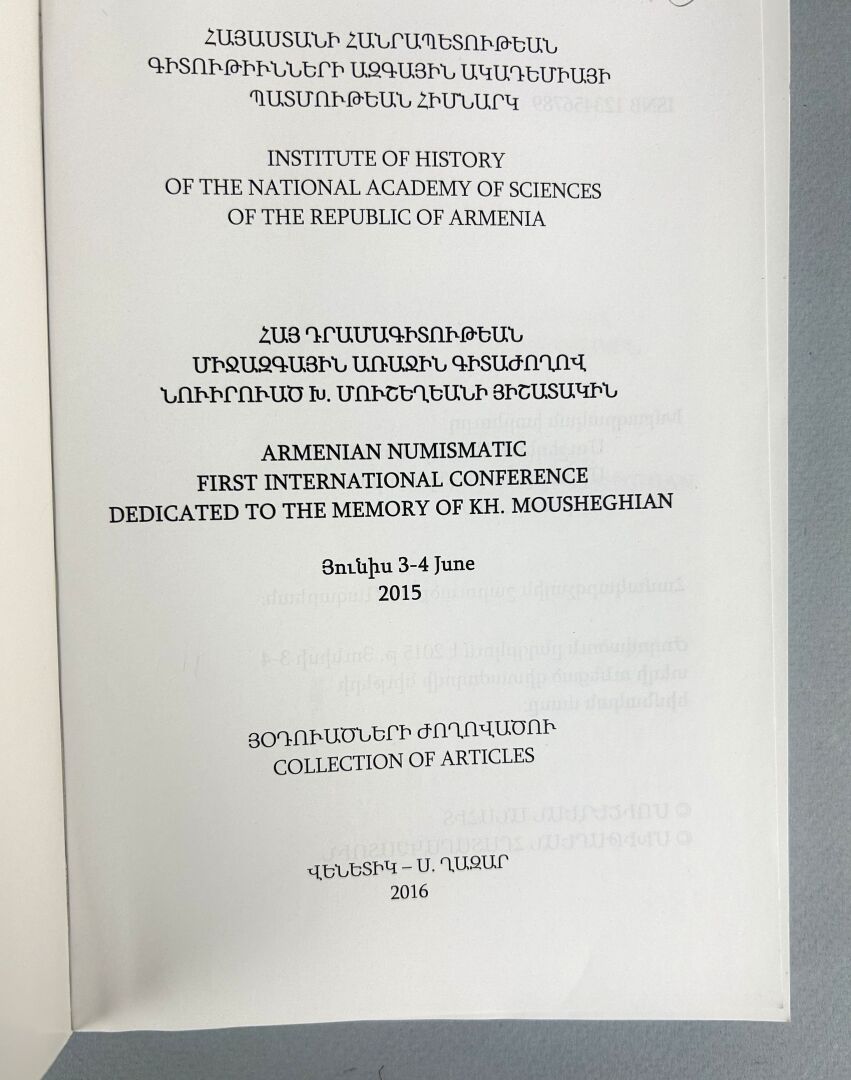 ՀԱՅԱՍՏԱՆԻ ՀԱՆՐԱՊԵՏՈՒԹԵԱՆ
ԳԻՏՈՒԹԻՒՆՆԵՐԻ ԱԶԳԱՅԻՆ ԱԿԱԴԵՄԻԱՅԻ
ՊԱՏՄՈՒԹԵԱՆ ՀԻՄՆԱՐԿ
INSTITUTE OF HISTORY
OF THE NATIONAL ACADEMY OF SCIENCES
OF THE REPUBLIC OF ARMENIA
ՀԱՅ ԴՐԱՄԱԳԻՏՈՒԹԵԱՆ
ՄԻՋԱԶԳԱՅԻՆ ԱՌԱՋԻՆ ԳԻՏԱԺՈՂՈՎ
ՆՈՒԻՐՈՒԱԾ Խ. ՄՈՒՇԵՂԵԱՆԻ ՅԻՇԱՏԱԿԻՆ
ARMENIAN NUMISMATIC
FIRST INTERNATIONAL CONFERENCE
DEDICATED TO THE MEMORY OF KH. MOUSHEGHIAN
Յունիս 3-4 June
2015
ՅՕԴՈՒԱԾՆԵՐԻ ԺՈՂՈՎԱԾՈՒ
COLLECTION OF ARTICLES
ՎԵՆԵՏԻԿ – Ս. ՂԱԶԱՐ
2016